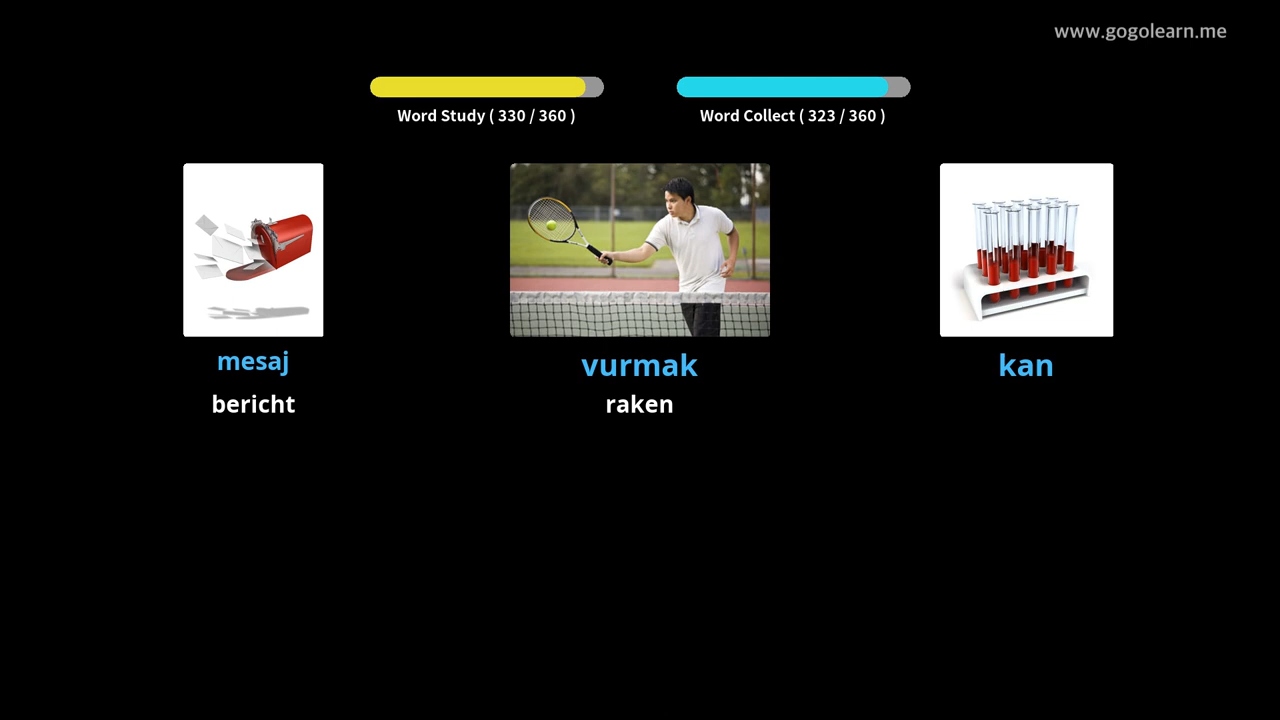 www.gogolearn.me
Word Study ( 330 / 360 )
Word Collect ( 323 / 360 )
mesaj
vurmak
kan
bericht
raken